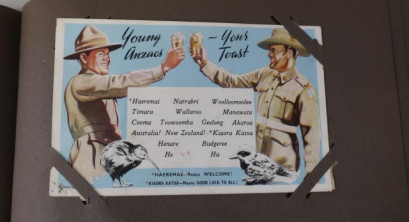 Young Anzacs — Your Toast
"Haeremai Narrabri Woolloomooloo
Timaru Wallaroo Manawatu
Cooma Toowoomba Geelong Akaroa
Australia! New Zealand!—"Kiaora Katoa
Henare Budgeree
He Ha
"HAEREMAI—Means WELCOME"
"KIAORA KATOA—Means GOOD LUCK TO ALL!